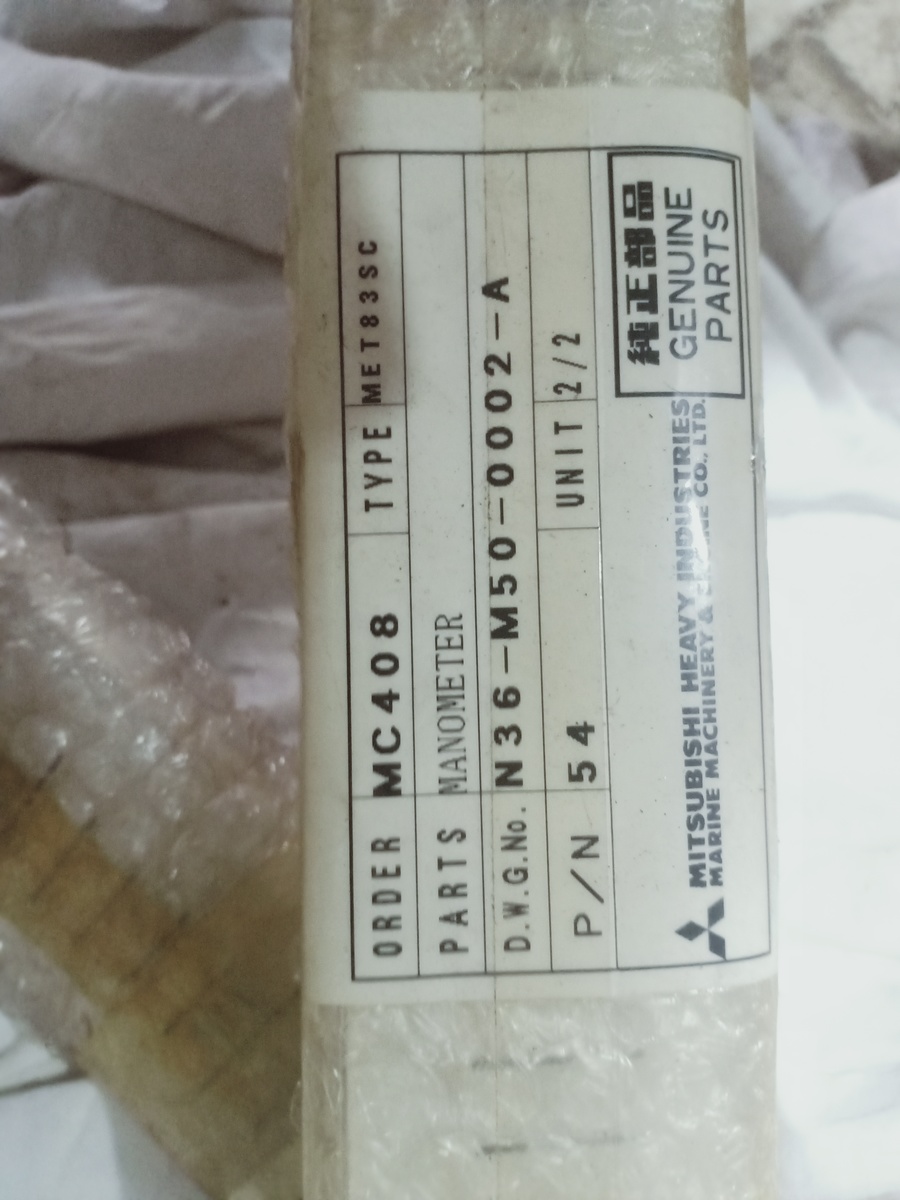 ORDER MC408 TYPE MET83SC
PARTS MANOMETER
D.W.G.No. N36-M50-0002-A
P/N 54 UNIT 2/2
純正部品
GENUINE
PARTS
MITSUBISHI HEAVY INDUSTRIES
MARINE MACHINERY & ENGINE CO., LTD.